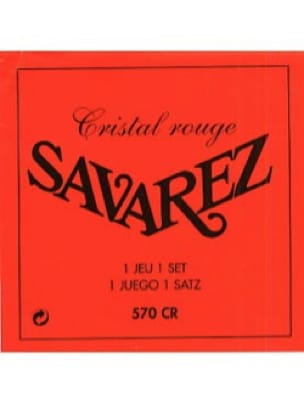 Cristal rouge
SAVAREZ
1 JEU 1 SET
1 JUEGO 1 SATZ
570 CR